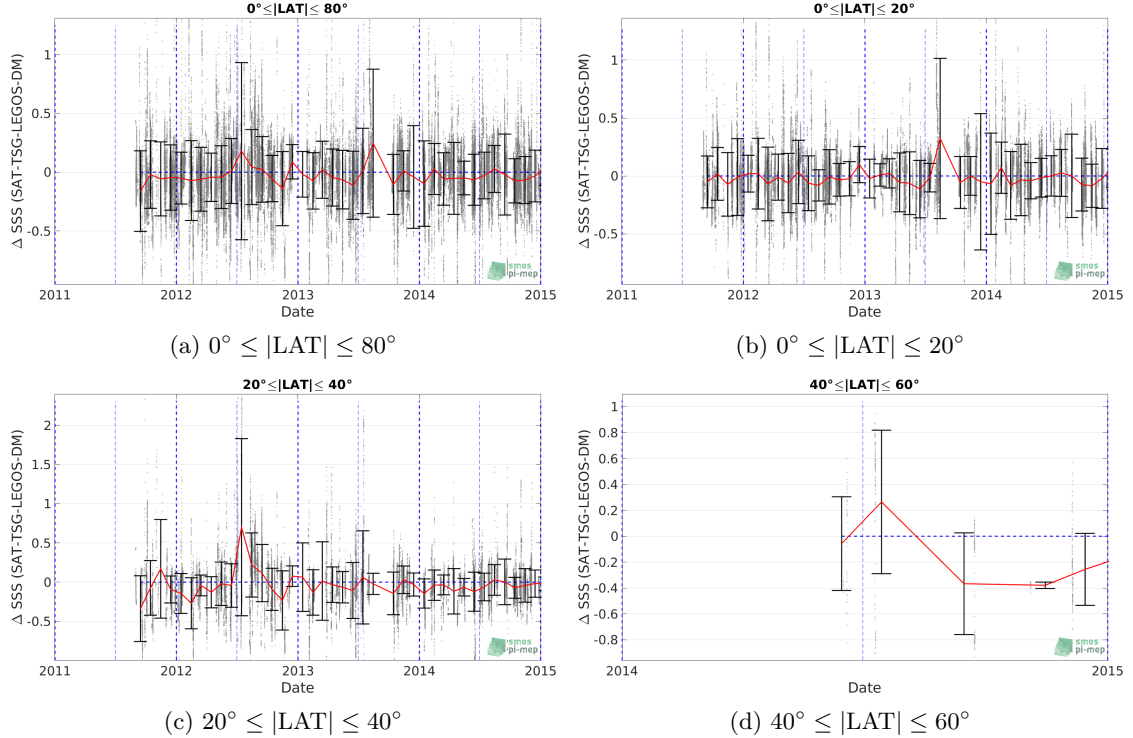 0°≤|LAT|≤ 80°
Δ SSS (SAT-TSG-LEGOS-DM)
1
0.5
0
-0.5
smos
pi-mep
2011
2012
2013
2014
2015
Date
(a) 0° ≤ |LAT| ≤ 80°
0°≤|LAT|≤ 20°
Δ SSS (SAT-TSG-LEGOS-DM)
1
0.5
0
-0.5
smos
pi-mep
2011
2012
2013
2014
2015
Date
(b) 0° ≤ |LAT| ≤ 20°
20°≤|LAT|≤ 40°
Δ SSS (SAT-TSG-LEGOS-DM)
2
1.5
1
0.5
0
-0.5
smos
pi-mep
2011
2012
2013
2014
2015
Date
(c) 20° ≤ |LAT| ≤ 40°
40°≤|LAT|≤ 60°
Δ SSS (SAT-TSG-LEGOS-DM)
1
0.8
0.6
0.4
0.2
0
-0.2
-0.4
-0.6
-0.8
smos
pi-mep
2014
2015
Date
(d) 40° ≤ |LAT| ≤ 60°